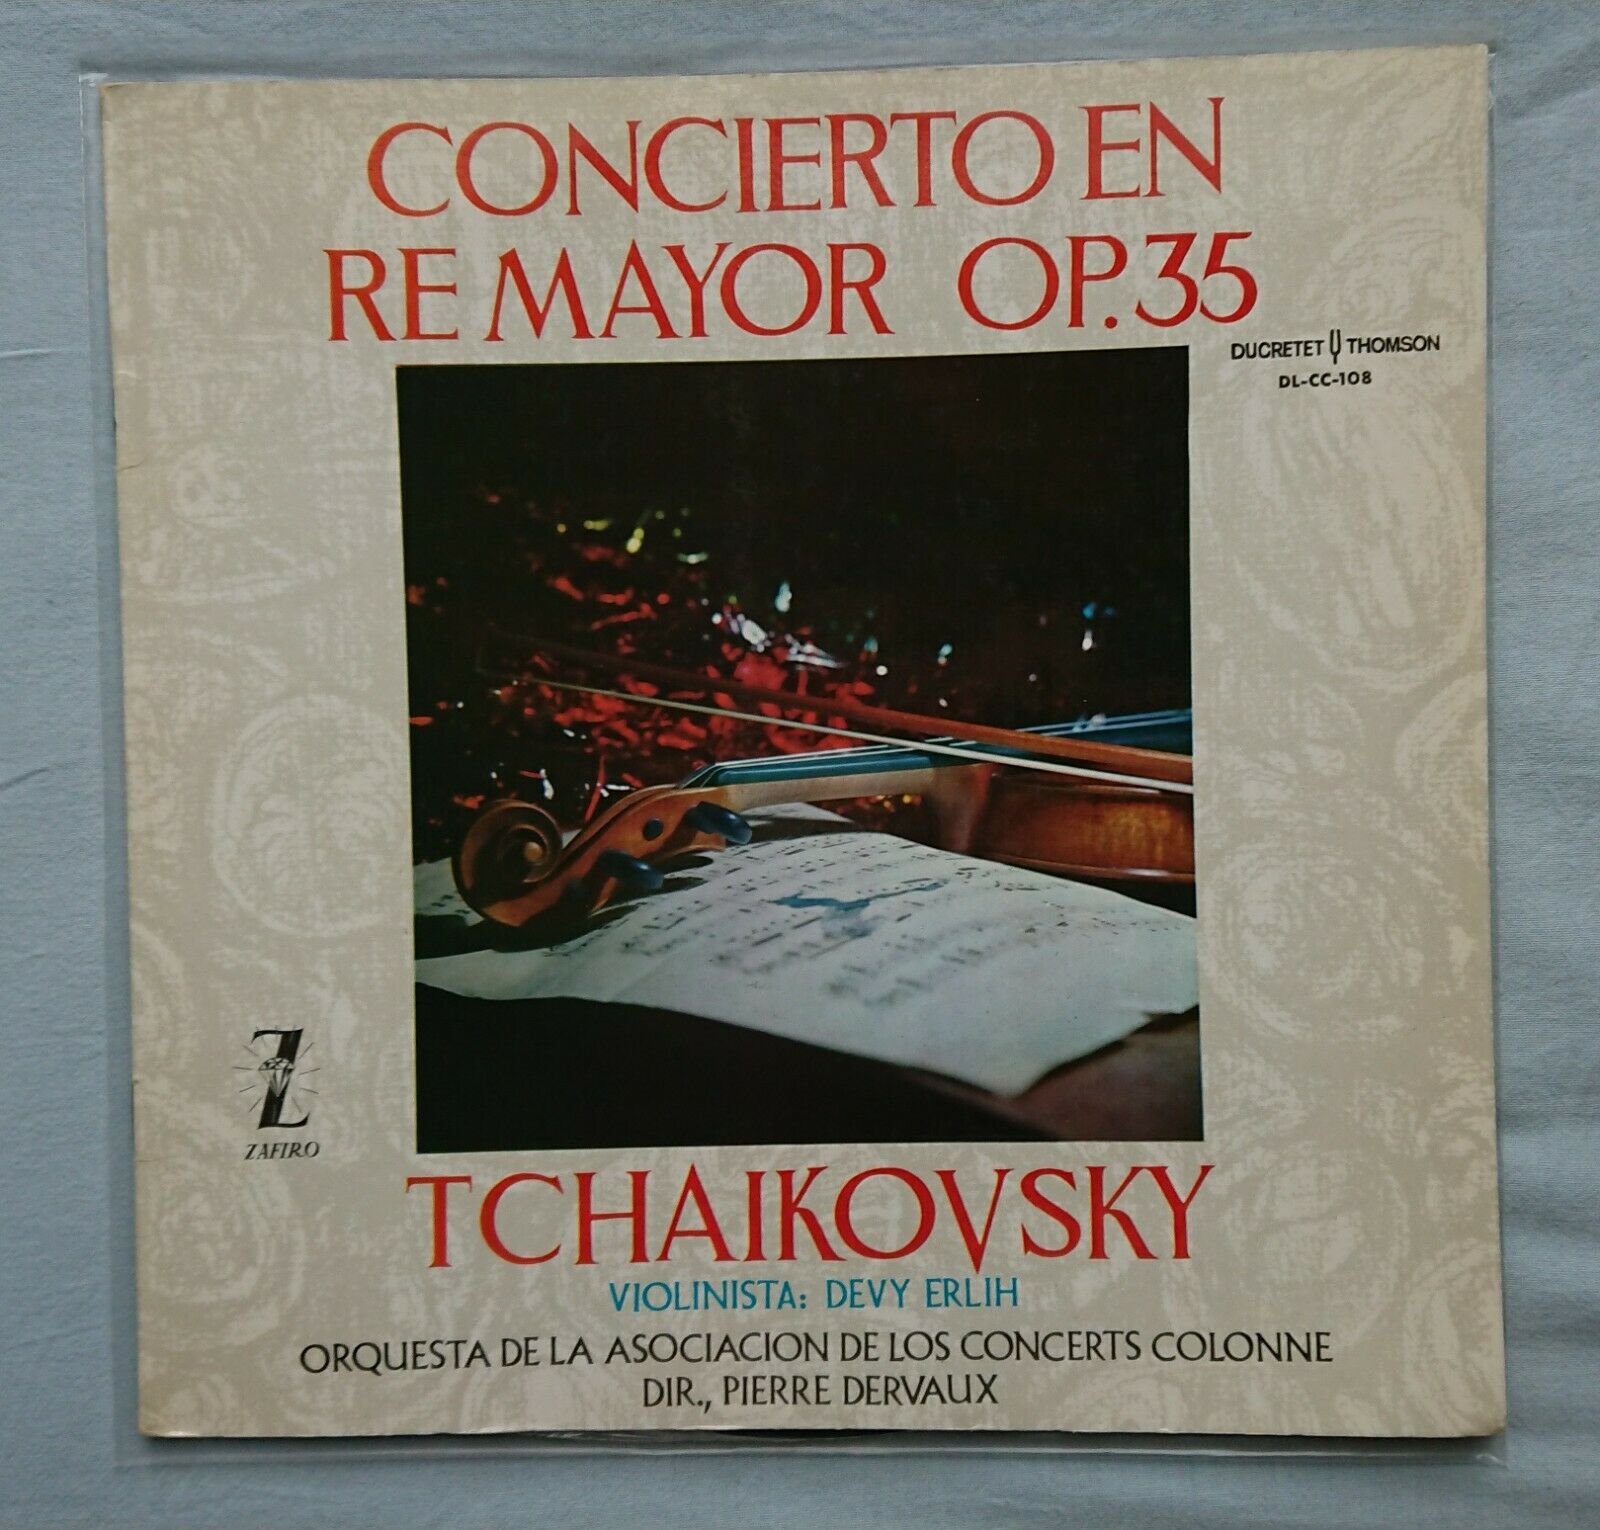 CONCIERTO EN
RE MAYOR OP.35
DUCRETET THOMSON
DL-CC-108
Z
ZAFIRO
TCHAIKOVSKY
VIOLINISTA: DEVY ERLIH
ORQUESTA DE LA ASOCIACION DE LOS CONCERTS COLONNE
DIR., PIERRE DERVAUX